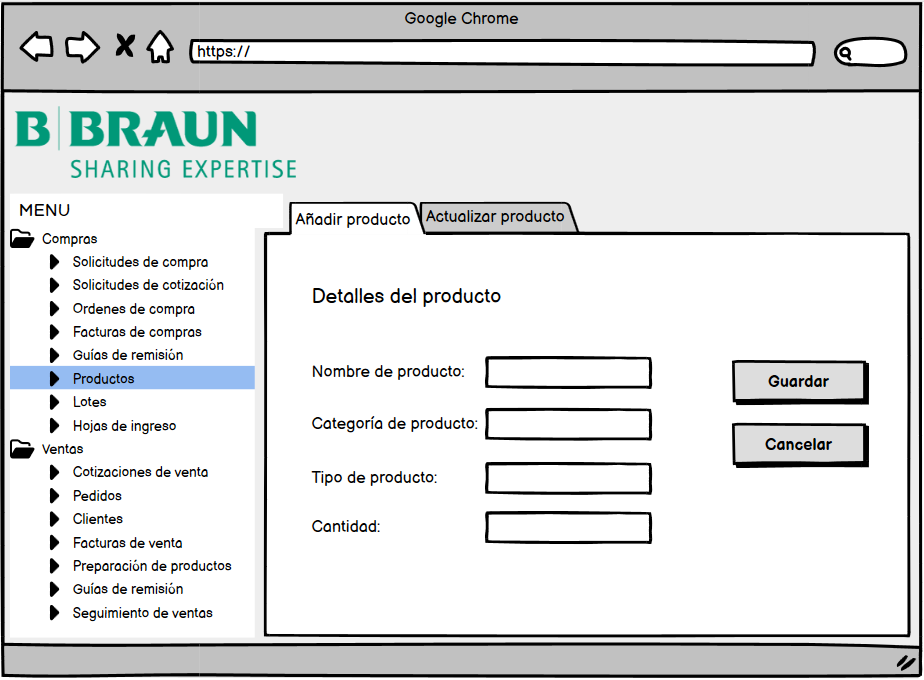 Google Chrome
https://
B BRAUN
SHARING EXPERTISE
MENU
Compras
Solicitudes de compra
Solicitudes de cotización
Ordenes de compra
Facturas de compras
Guías de remisión
Productos
Lotes
Hojas de ingreso
Ventas
Cotizaciones de venta
Pedidos
Clientes
Facturas de venta
Preparación de productos
Guías de remisión
Seguimiento de ventas
Añadir producto
Actualizar producto
Detalles del producto
Nombre de producto:
Categoría de producto:
Tipo de producto:
Cantidad:
Guardar
Cancelar